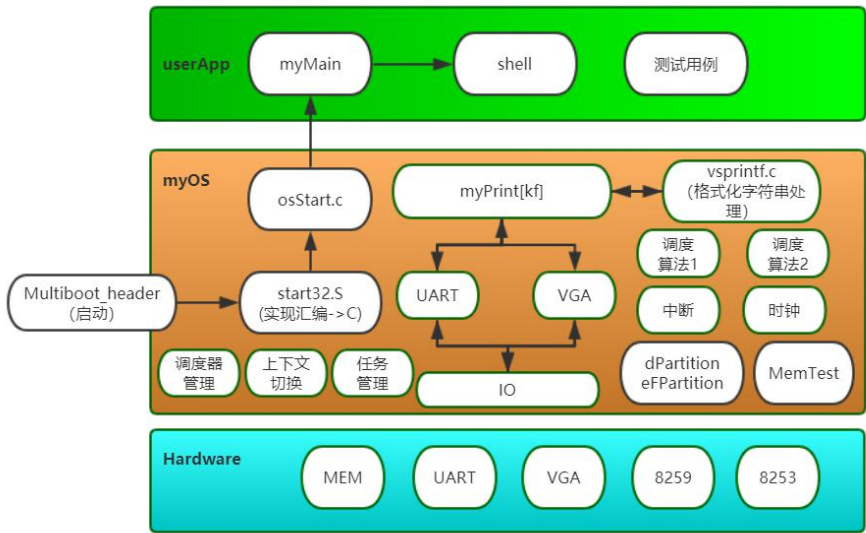 userApp
myMain
shell
测试用例
myOS
osStart.c
myPrint[kf]
vsprintf.c
(格式化字符串处
理)
调度
算法1
调度
算法2
Multiboot_header
(启动)
start32.S
(实现汇编->C)
UART
VGA
中断
时钟
调度器
管理
上下文
切换
任务
管理
IO
dPartition
eFPartition
MemTest
Hardware
MEM
UART
VGA
8259
8253